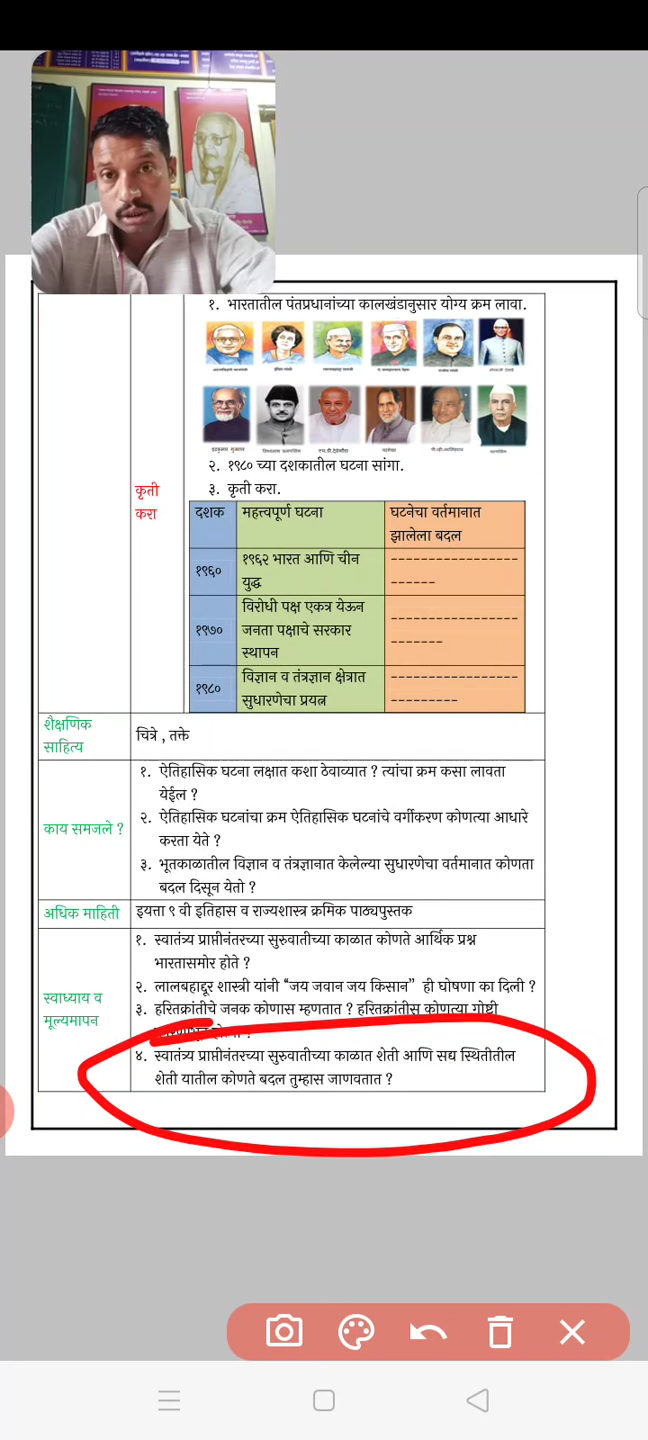 १. भारतातील पंतप्रधानांच्या कालखंडानुसार योग्य क्रम लावा.
इंदिरा गांधी
२. १९८० च्या दशकातील घटना सांगा.
३. कृती करा.
कृती
करा
दशक महत्त्वपूर्ण घटना घटनेचा वर्तमानात
झालेला बदल
१९६० १९६२ भारत आणि चीन
युद्ध
------------------
------
१९७० विरोधी पक्ष एकत्र येऊन
जनता पक्षाचे सरकार
स्थापन
------------------
-------
१९८० विज्ञान व तंत्रज्ञान क्षेत्रात
सुधारणेचा प्रयत्न
------------------
---------
शैक्षणिक
साहित्य
चित्रे , तक्ते
काय समजले ?
१. ऐतिहासिक घटना लक्षात कशा ठेवाव्यात ? त्यांचा क्रम कसा लावता
येईल ?
२. ऐतिहासिक घटनांचा क्रम ऐतिहासिक घटनांचे वर्गीकरण कोणत्या आधारे
करता येते ?
३. भूतकाळातील विज्ञान व तंत्रज्ञानात केलेल्या सुधारणेचा वर्तमानात कोणता
बदल दिसून येतो ?
अधिक माहिती इयत्ता ९ वी इतिहास व राज्यशास्त्र क्रमिक पाठ्यपुस्तक
स्वाध्याय व
मूल्यमापन
१. स्वातंत्र्य प्राप्तीनंतरच्या सुरुवातीच्या काळात कोणते आर्थिक प्रश्न
भारतासमोर होते ?
२. लालबहाद्दूर शास्त्री यांनी “जय जवान जय किसान” ही घोषणा का दिली ?
३. हरितक्रांतीचे जनक कोणास म्हणतात ? हरितक्रांतीस कोणत्या गोष्टी
४. स्वातंत्र्य प्राप्तीनंतरच्या सुरुवातीच्या काळात शेती आणि सद्य स्थितीतील
शेती यातील कोणते बदल तुम्हास जाणवतात ?